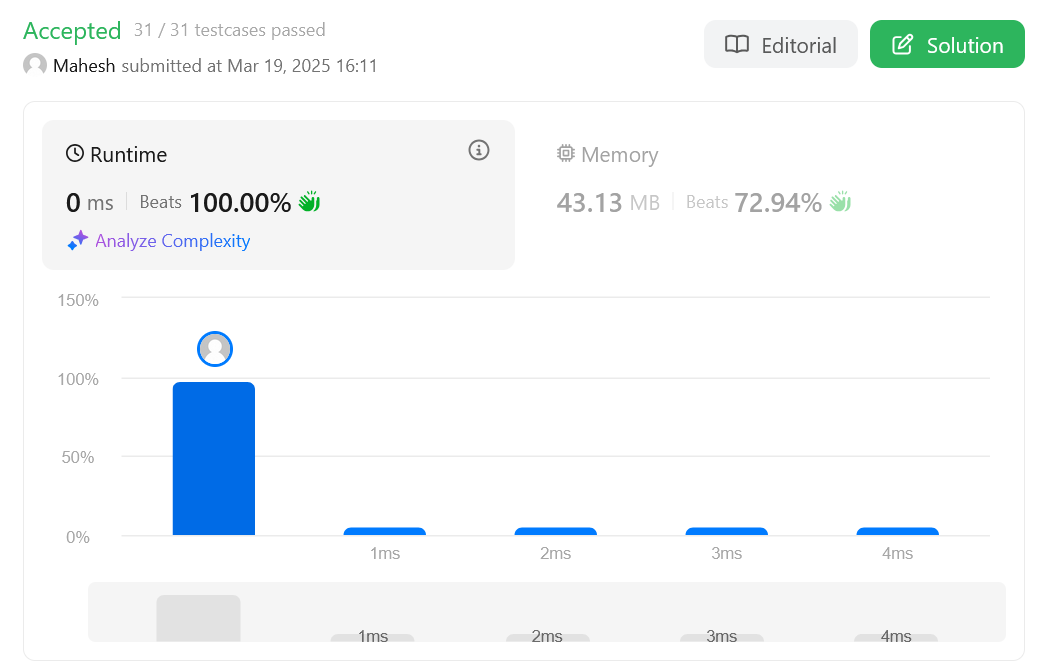 Accepted 31 / 31 testcases passed
Editorial
Solution
Mahesh submitted at Mar 19, 2025 16:11
Runtime
0 ms Beats 100.00%
Analyze Complexity
Memory
43.13 MB Beats 72.94%
150%
100%
50%
0%
1ms 2ms 3ms 4ms
1ms 2ms 3ms 4ms